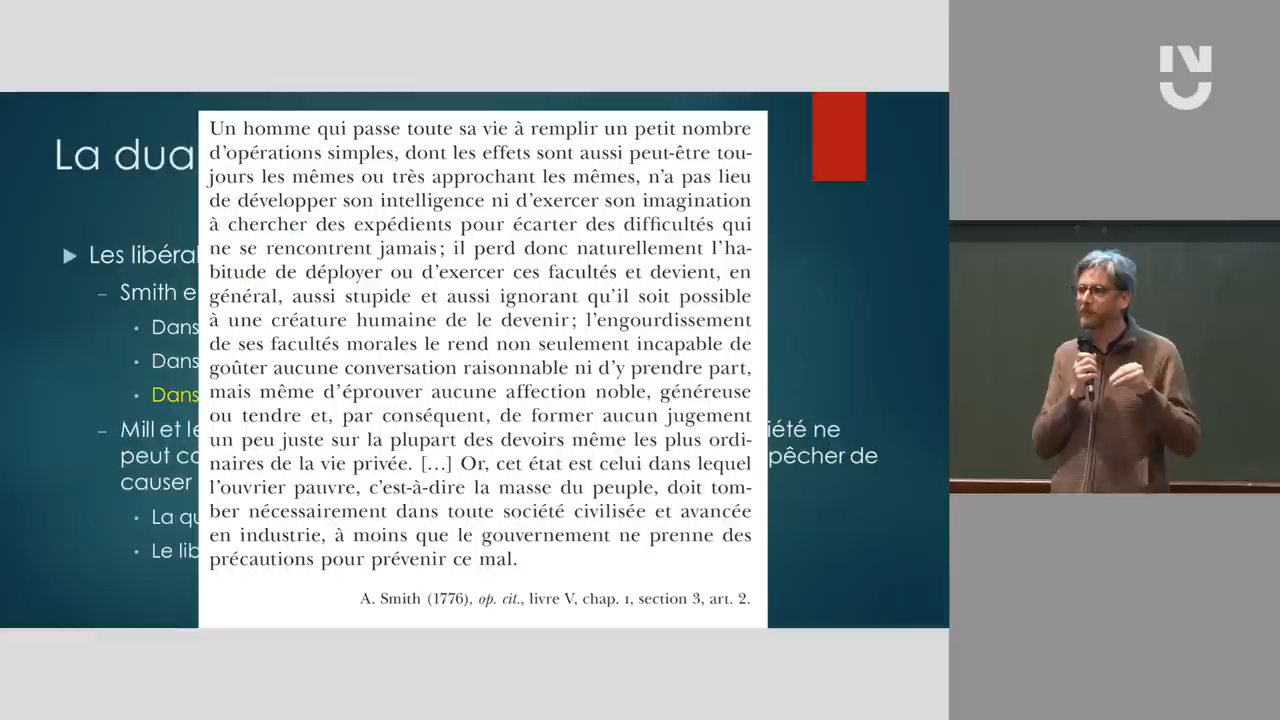 La dua
Les libéral
Smith e
Dans
Dans
Dans
Mill et le
iété ne
peut co
pêcher de
causer
La qu
Le lib
Un homme qui passe toute sa vie à remplir un petit nombre
d’opérations simples, dont les effets sont aussi peut-être tou-
jours les mêmes ou très approchant les mêmes, n’a pas lieu
de développer son intelligence ni d’exercer son imagination
à chercher des expédients pour écarter des difficultés qui
ne se rencontrent jamais ; il perd donc naturellement l’ha-
bitude de déployer ou d’exercer ces facultés et devient, en
général, aussi stupide et aussi ignorant qu’il soit possible
à une créature humaine de le devenir ; l’engourdissement
de ses facultés morales le rend non seulement incapable de
goûter aucune conversation raisonnable ni d’y prendre part,
mais même d’éprouver aucune affection noble, généreuse
ou tendre et, par conséquent, de former aucun jugement
un peu juste sur la plupart des devoirs même les plus ordi-
naires de la vie privée. [...] Or, cet état est celui dans lequel
l’ouvrier pauvre, c’est-à-dire la masse du peuple, doit tom-
ber nécessairement dans toute société civilisée et avancée
en industrie, à moins que le gouvernement ne prenne des
précautions pour prévenir ce mal.
A. Smith (1776), op. cit., livre V, chap. I, section 3, art. 2.